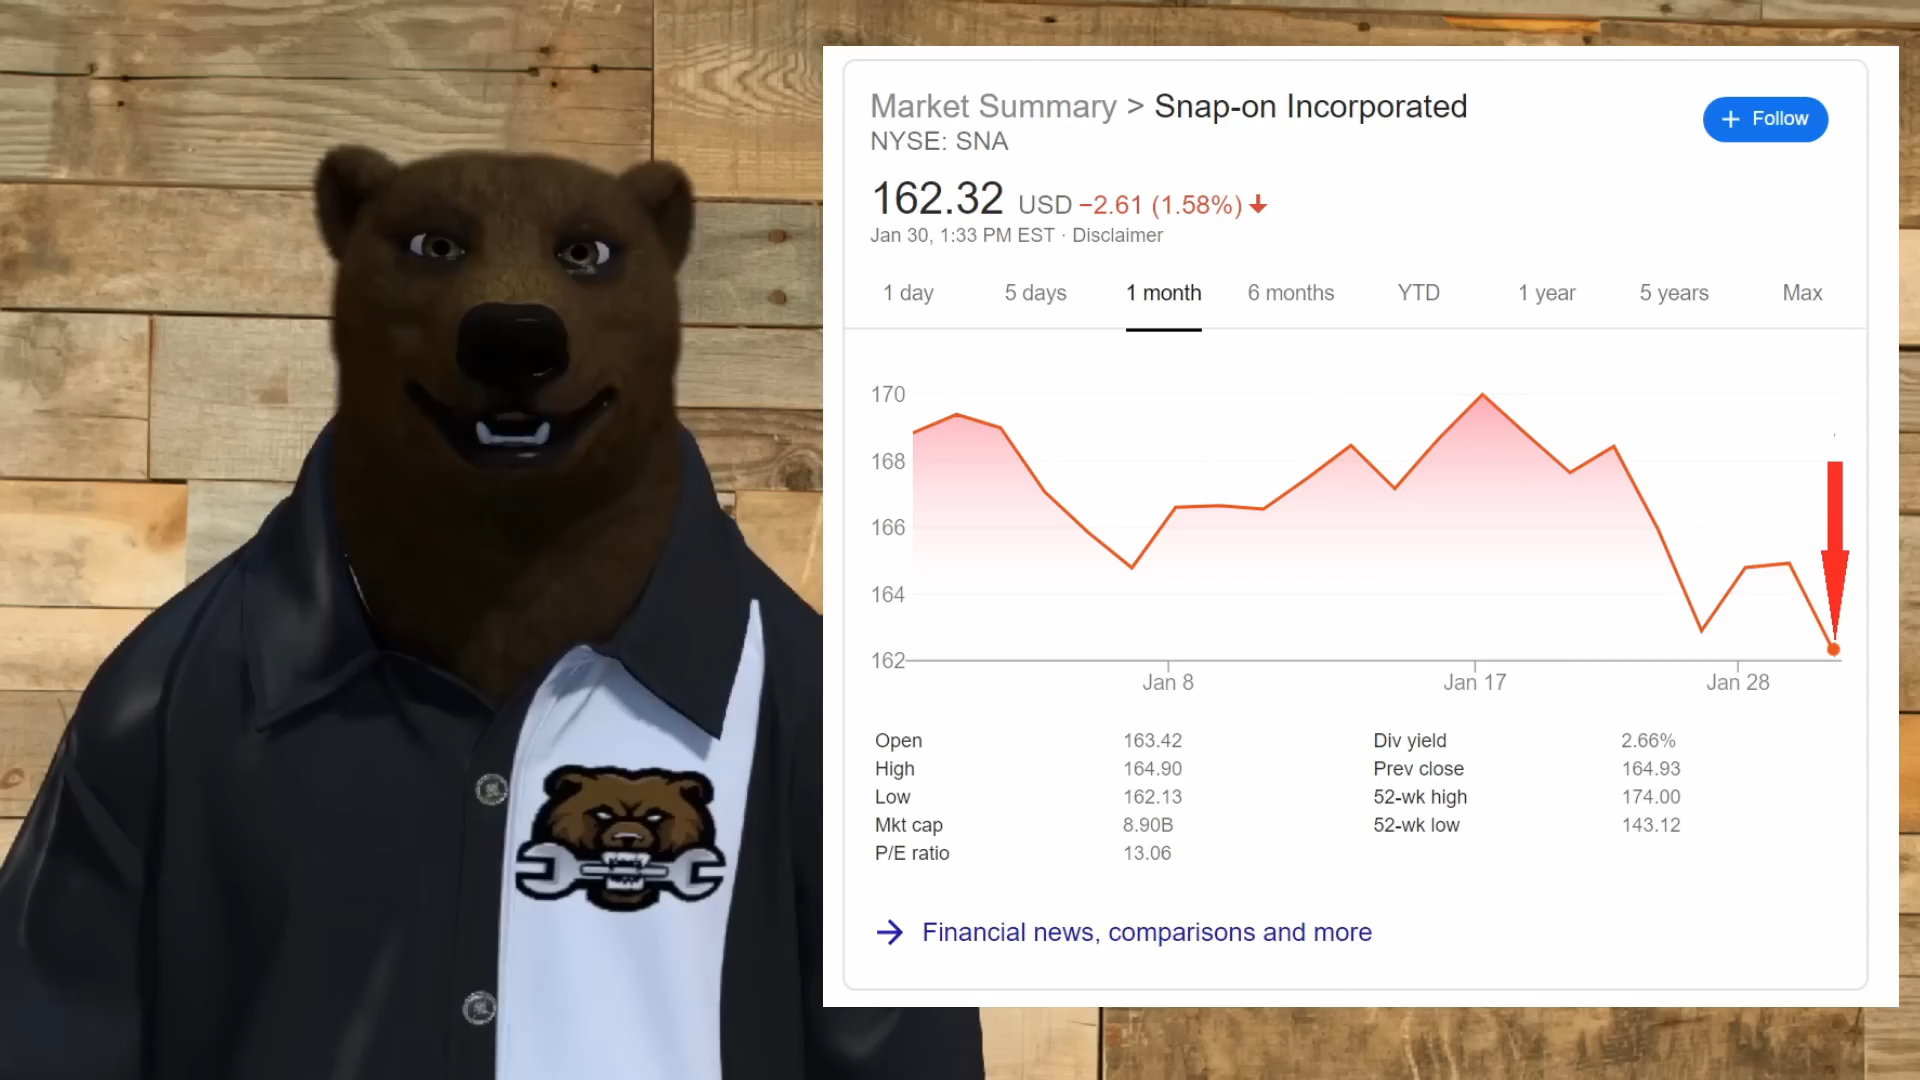 Market Summary > Snap-on Incorporated
+ Follow
NYSE: SNA
162.32 USD −2.61 (1.58%)
Jan 30, 1:33 PM EST · Disclaimer
1 day 5 days 1 month 6 months YTD 1 year 5 years Max
170
168
166
164
162
Jan 8 Jan 17 Jan 28
Open 163.42 Div yield 2.66%
High 164.90 Prev close 164.93
Low 162.13 52-wk high 174.00
Mkt cap 8.90B 52-wk low 143.12
P/E ratio 13.06
Financial news, comparisons and more